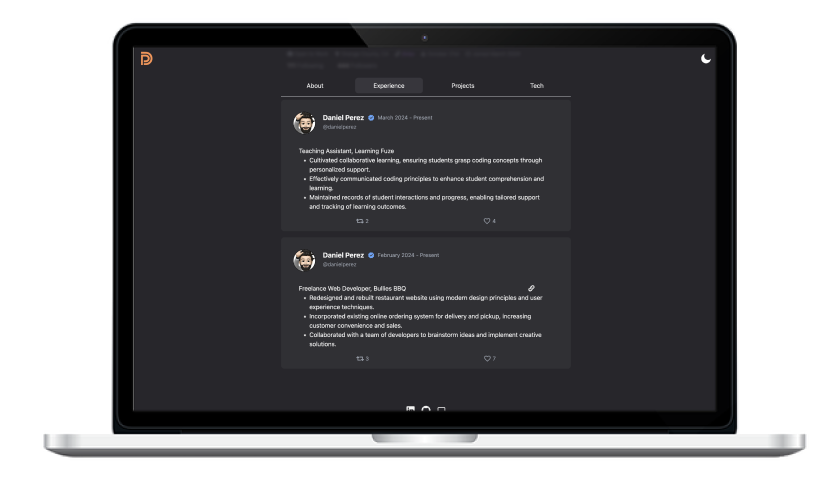 About Experience Projects Tech
Daniel Perez March 2024 - Present
@danielperez
Teaching Assistant, Learning Fuze
• Cultivated collaborative learning, ensuring students grasp coding concepts through
personalized support.
• Effectively communicated coding principles to enhance student comprehension and
learning.
• Maintained records of student interactions and progress, enabling tailored support
and tracking of learning outcomes.
2 4
Daniel Perez February 2024 - Present
@danielperez
Freelance Web Developer, Bullies BBQ
• Redesigned and rebuilt restaurant website using modern design principles and user
experience techniques.
• Incorporated existing online ordering system for delivery and pickup, increasing
customer convenience and sales.
• Collaborated with a team of developers to brainstorm ideas and implement creative
solutions.
3 7